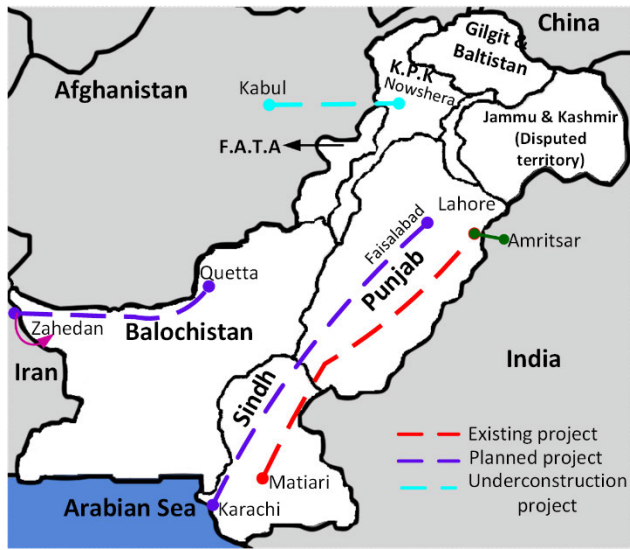 China
Gilgit &
Baltistan
K.P.K
Nowshera
Afghanistan
Kabul
Jammu & Kashmir
(Disputed
territory)
F.A.T.A
Lahore
Faisalabad
Amritsar
Punjab
Quetta
Zahedan
Balochistan
Iran
India
Sindh
Existing project
Planned project
Underconstruction
project
Matiari
Arabian Sea
Karachi